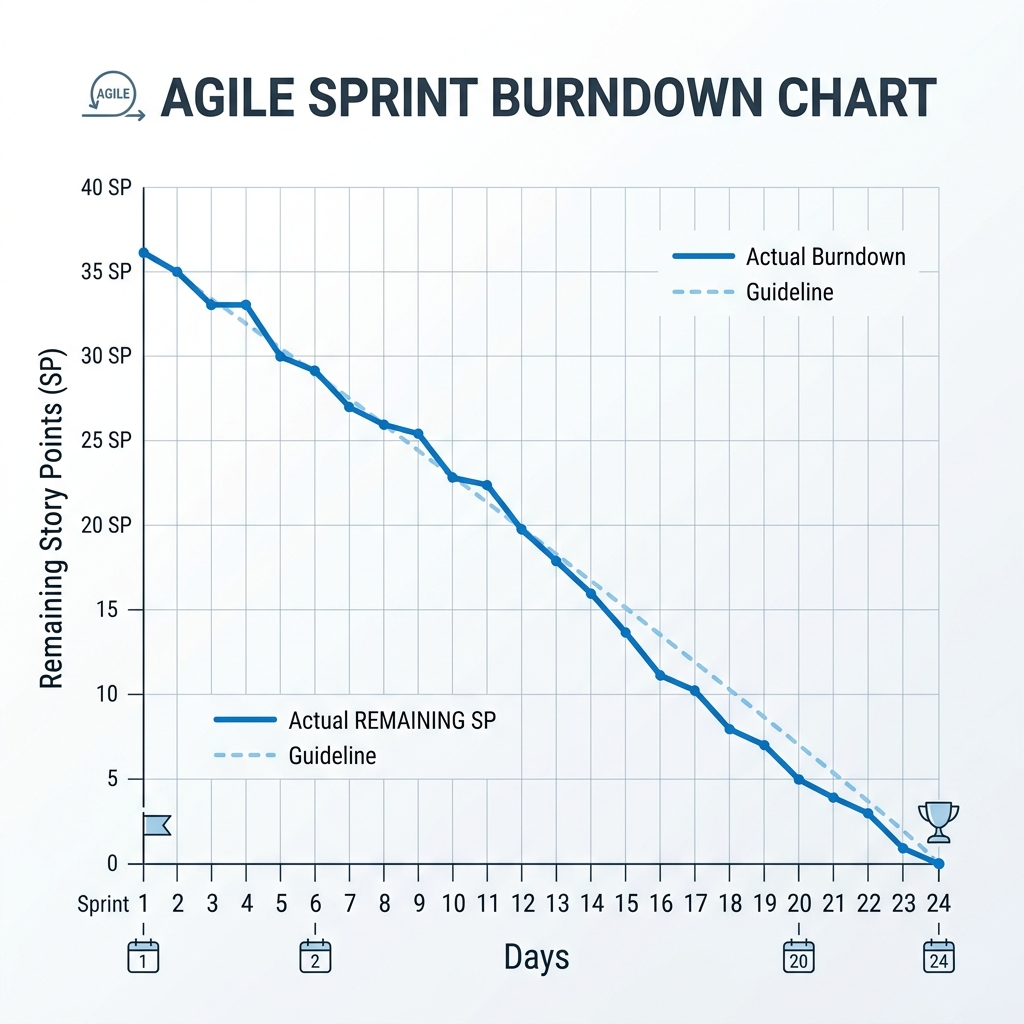 AGILE
AGILE SPRINT BURNDOWN CHART
40 SP
35 SP
30 SP
25 SP
20 SP
15
10
5
0
Remaining Story Points (SP)
Actual Burndown
Guideline
Actual REMAINING SP
Guideline
Sprint 1 2 3 4 5 6 7 8 9 10 11 12 13 14 15 16 17 18 19 20 21 22 23 24
1 2 20 24
Days